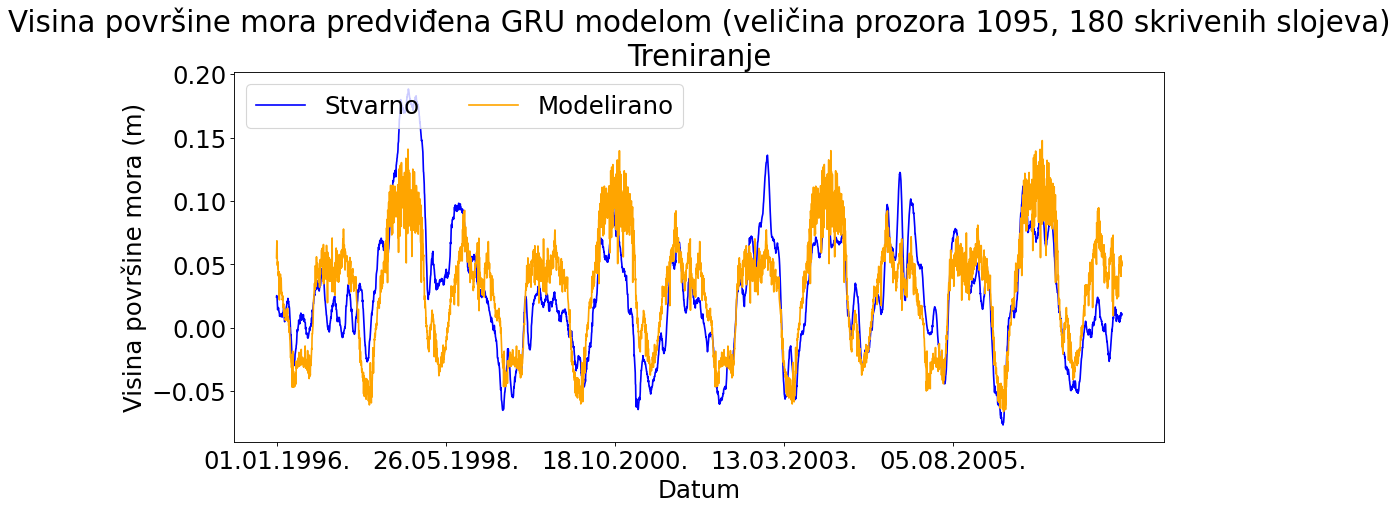 Visina površine mora predviđena GRU modelom (veličina prozora 1095, 180 skrivenih slojeva)
Treniranje
Stvarno Modelirano
Visina površine mora (m)
0.20
0.15
0.10
0.05
0.00
−0.05
01.01.1996. 26.05.1998. 18.10.2000. 13.03.2003. 05.08.2005.
Datum